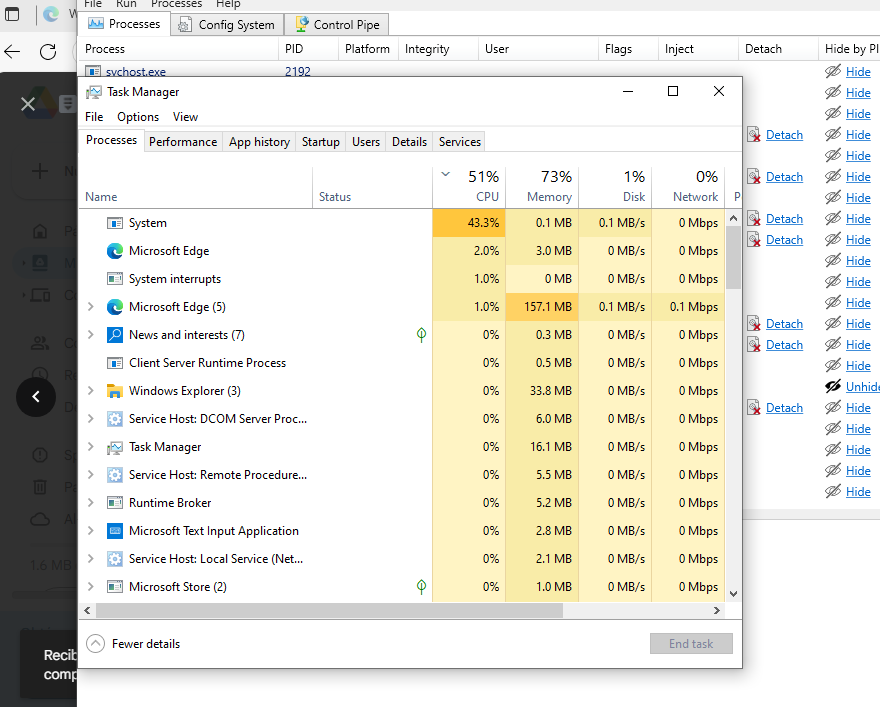 File Run Processes Help
W
Processes Config System Control Pipe
Process PID Platform Integrity User Flags Inject Detach Hide by PI
svchost.exe 2192
Hide
Task Manager
Hide
File Options View
Hide
Processes Performance App history Startup Users Details Services
Detach Hide
Hide
51% 73% 1% 0%
Detach Hide
Name Status CPU Memory Disk Network P
Hide
System 43.3% 0.1 MB 0.1 MB/s 0 Mbps
Detach Hide
Detach Hide
Microsoft Edge 2.0% 3.0 MB 0 MB/s 0 Mbps
Hide
System interrupts 1.0% 0 MB 0 MB/s 0 Mbps
Hide
Microsoft Edge (5) 1.0% 157.1 MB 0.1 MB/s 0.1 Mbps
Hide
Detach Hide
News and interests (7) 0% 0.3 MB 0 MB/s 0 Mbps
Detach Hide
Client Server Runtime Process 0% 0.5 MB 0 MB/s 0 Mbps
Hide
Windows Explorer (3) 0% 33.8 MB 0 MB/s 0 Mbps
Unhide
Detach Hide
Service Host: DCOM Server Proc... 0% 6.0 MB 0 MB/s 0 Mbps
Hide
Task Manager 0% 16.1 MB 0 MB/s 0 Mbps
Hide
Service Host: Remote Procedure... 0% 5.5 MB 0 MB/s 0 Mbps
Hide
Runtime Broker 0% 5.2 MB 0 MB/s 0 Mbps
Hide
Microsoft Text Input Application 0% 2.8 MB 0 MB/s 0 Mbps
Service Host: Local Service (Net... 0% 2.1 MB 0 MB/s 0 Mbps
1.6 MB
Microsoft Store (2) 0% 1.0 MB 0 MB/s 0 Mbps
Fewer details End task
Recib
comp